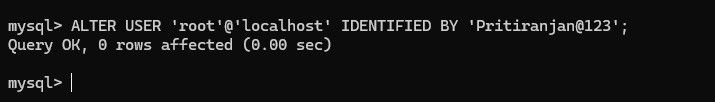 mysql> ALTER USER 'root'@'localhost' IDENTIFIED BY 'Pritiranjan@123';
Query OK, 0 rows affected (0.00 sec)
mysql>